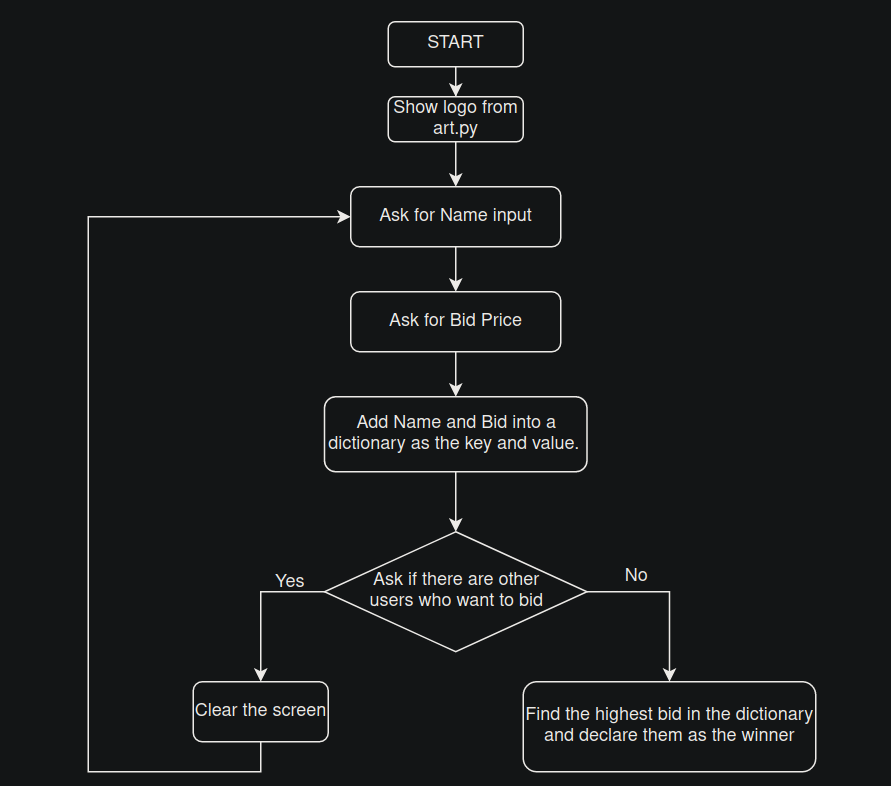 START
Show logo from
art.py
Ask for Name input
Ask for Bid Price
Add Name and Bid into a
dictionary as the key and value.
Ask if there are other
users who want to bid
Yes
No
Clear the screen
Find the highest bid in the dictionary
and declare them as the winner